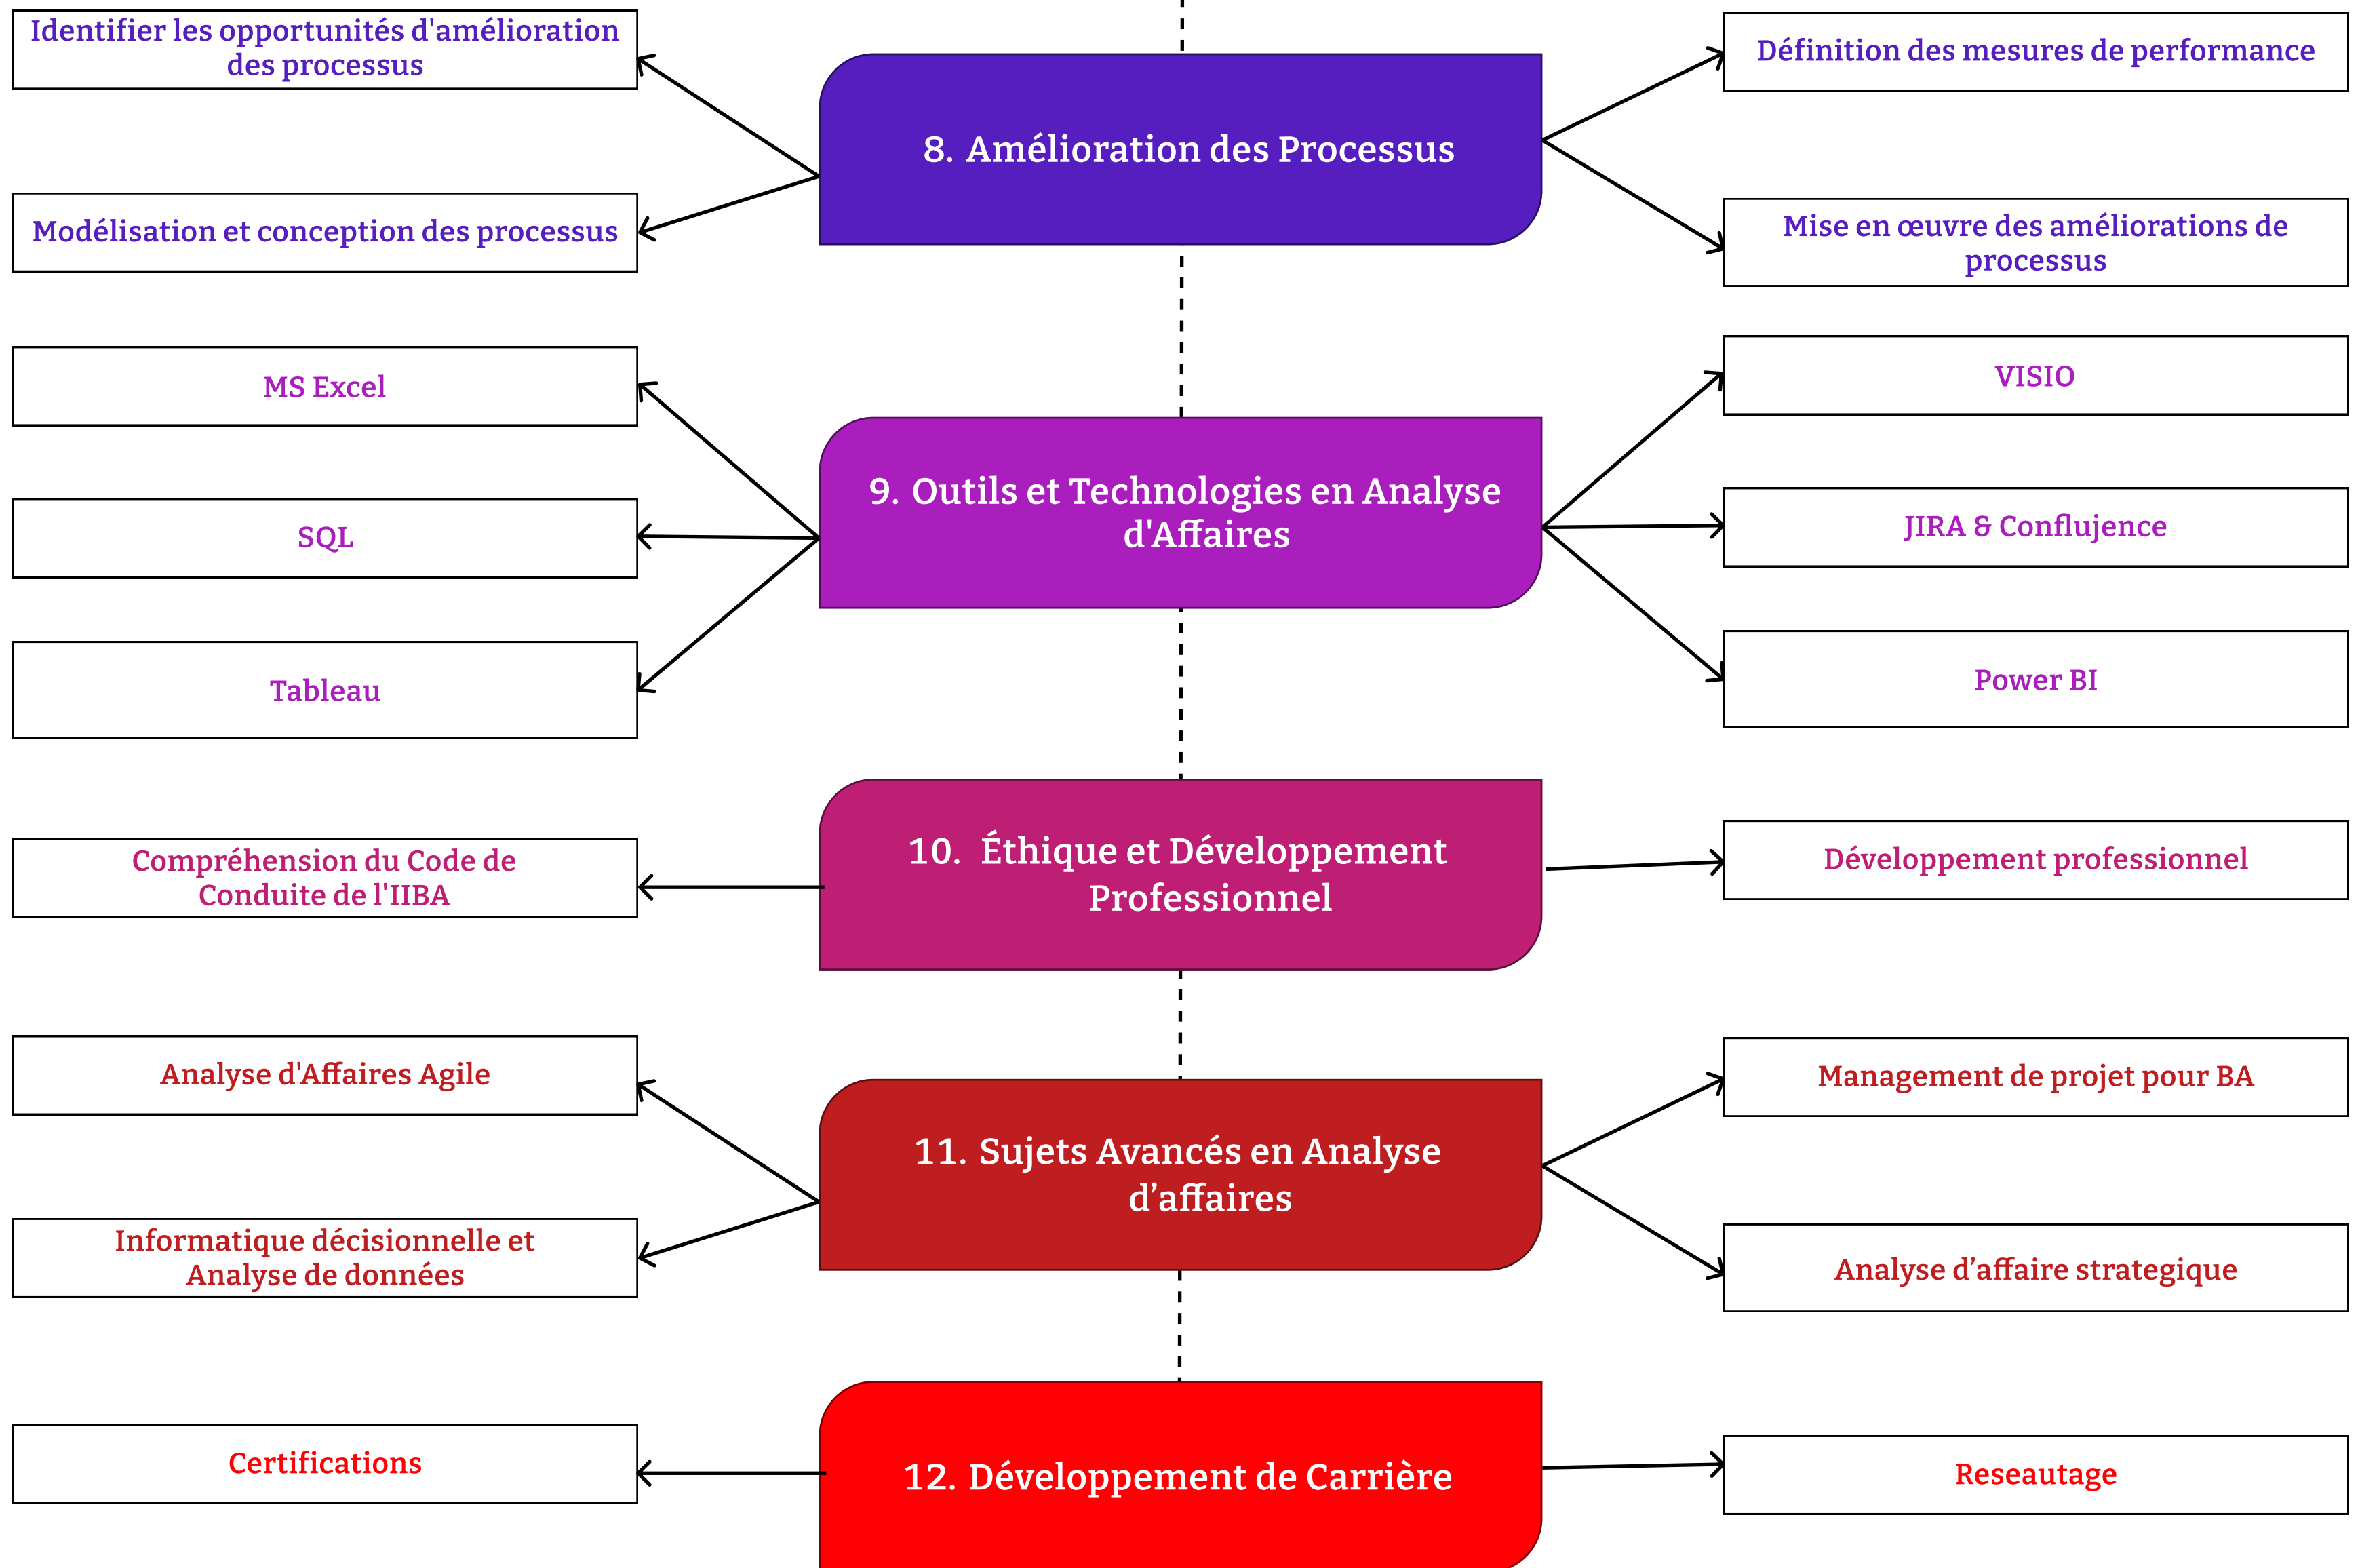 Identifier les opportunités d'amélioration
des processus
Modélisation et conception des processus
8. Amélioration des Processus
Définition des mesures de performance
Mise en œuvre des améliorations de
processus
MS Excel
SQL
Tableau
9. Outils et Technologies en Analyse
d'Affaires
VISIO
JIRA & Conflujence
Power BI
Compréhension du Code de
Conduite de l'IIBA
10. Éthique et Développement
Professionnel
Développement professionnel
Analyse d'Affaires Agile
Informatique décisionnelle et
Analyse de données
11. Sujets Avancés en Analyse
d’affaires
Management de projet pour BA
Analyse d’affaire strategique
Certifications
12. Développement de Carrière
Reseautage